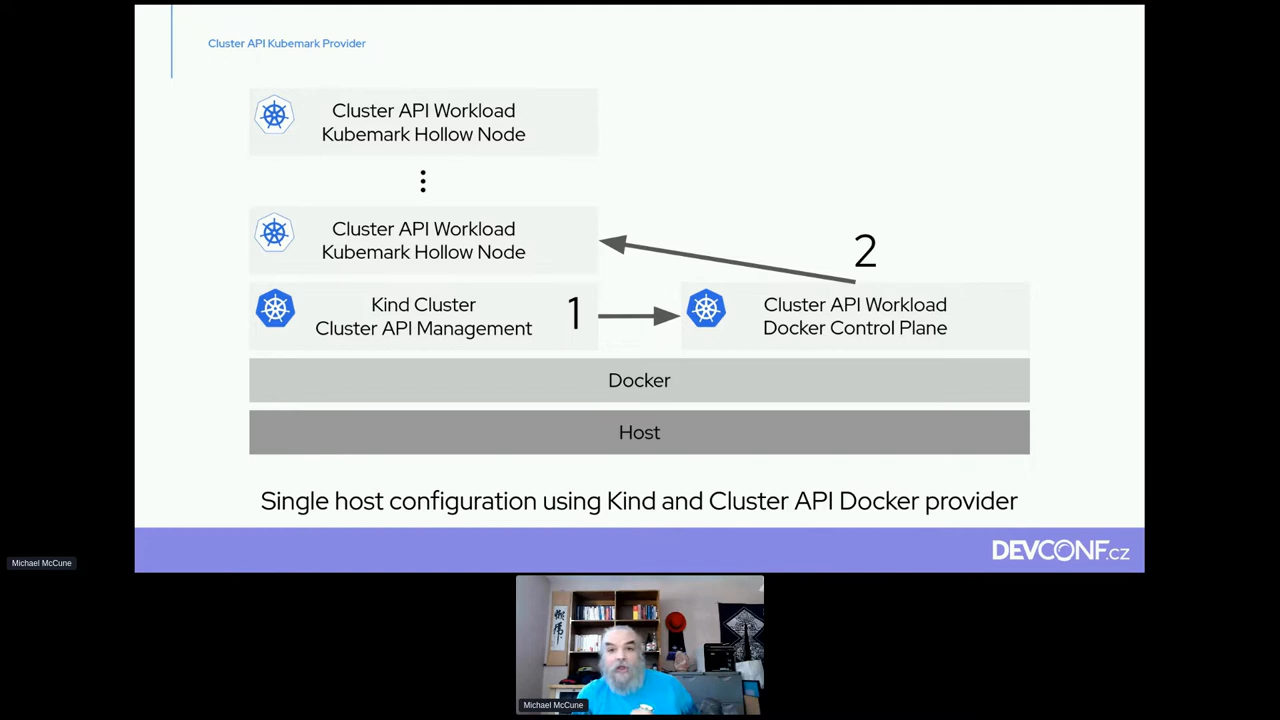 Cluster API Kubemark Provider
Cluster API Workload
Kubemark Hollow Node
Cluster API Workload
Kubemark Hollow Node
2
Kind Cluster
Cluster API Management
1
Cluster API Workload
Docker Control Plane
Docker
Host
Single host configuration using Kind and Cluster API Docker provider
DEVCONF.cz
Michael McCune
Michael McCune